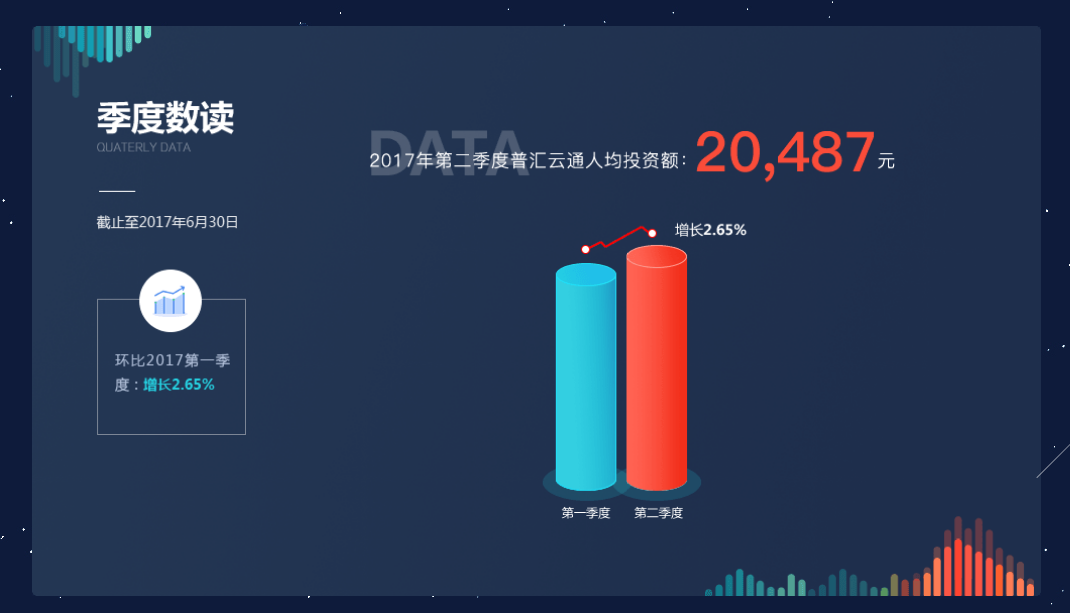 季度数读
QUATERLY DATA
截止至2017年6月30日
环比2017第一季
度：增长2.65%
DATA
2017年第二季度普汇云通人均投资额：20,487元
增长2.65%
第一季度 第二季度